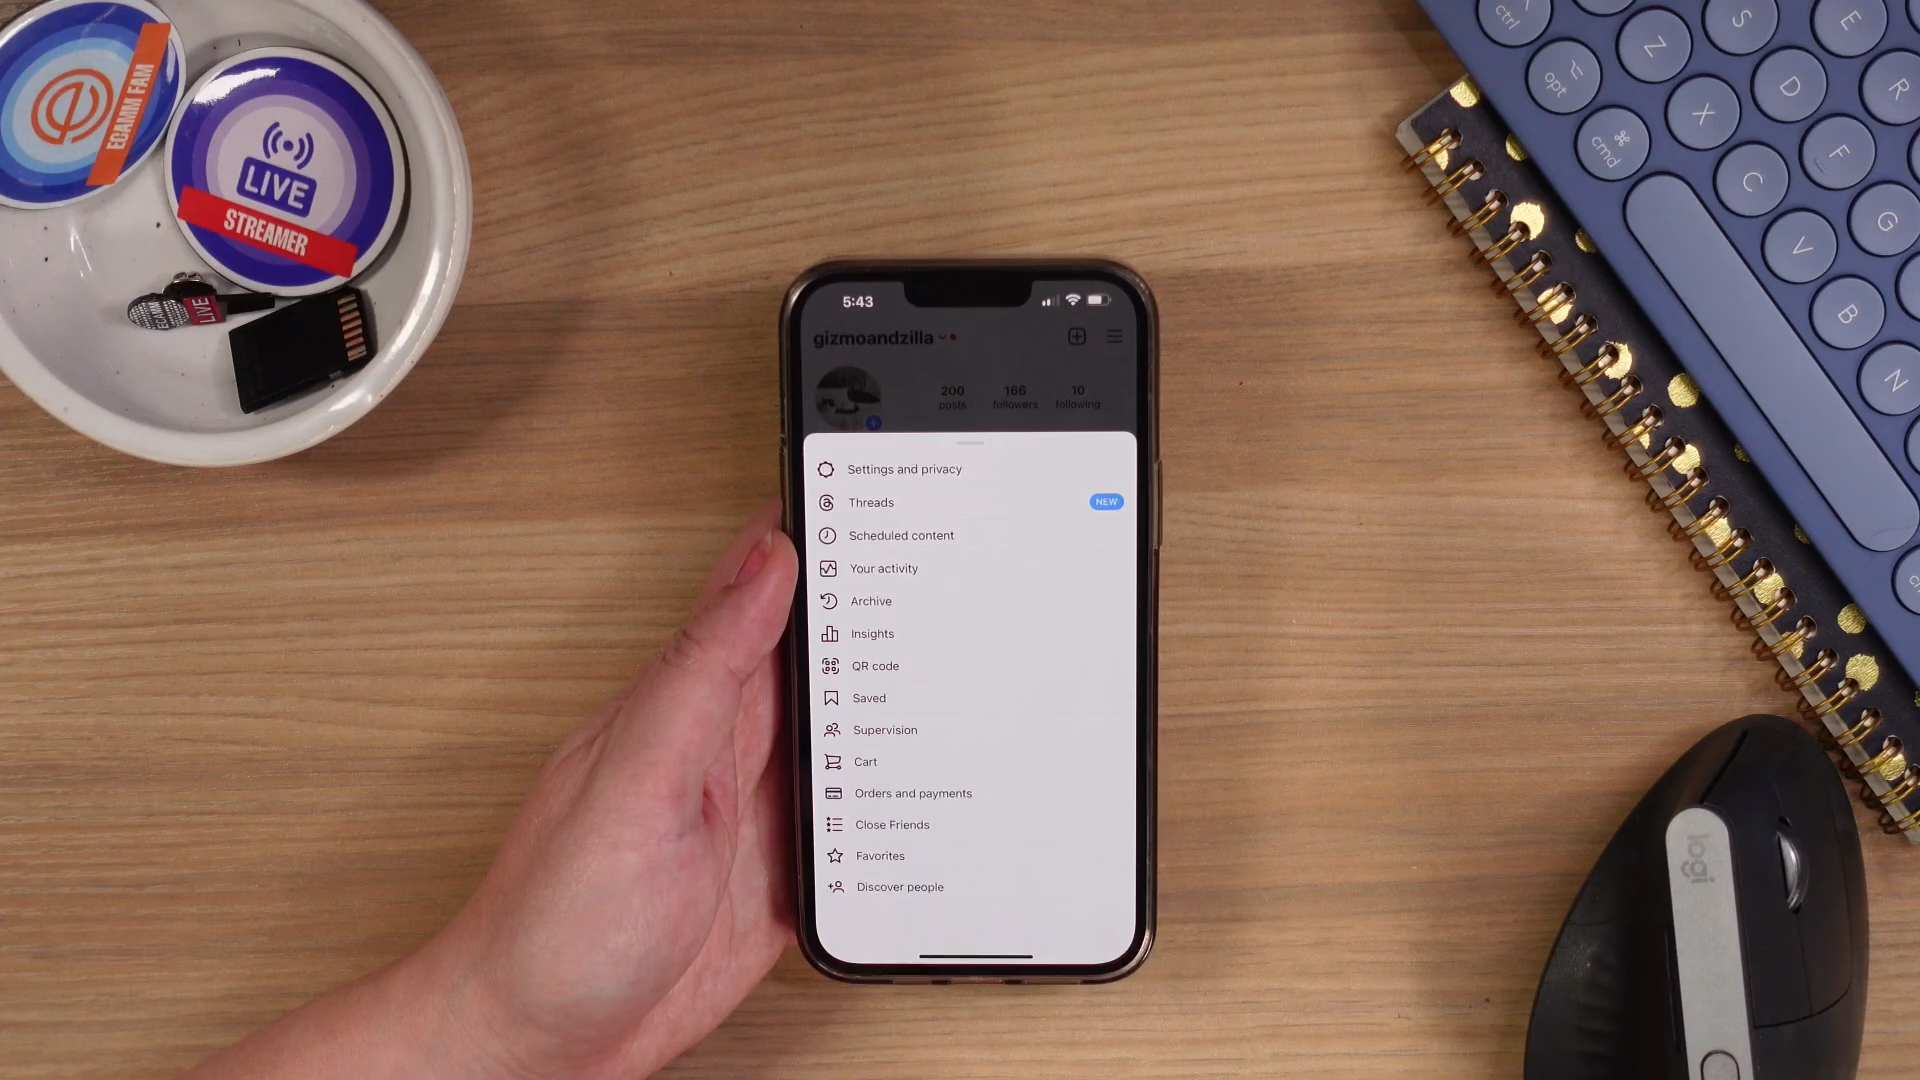 ECAMM FAM
LIVE
STREAMER
ECAMM
LIVE
5:43
gizmoandzilla
200
posts
166
followers
10
following
Settings and privacy
Threads
NEW
Scheduled content
Your activity
Archive
Insights
QR code
Saved
Supervision
Cart
Orders and payments
Close Friends
Favorites
Discover people
ctrl
opt
cmd
Z
S
E
X
D
R
C
F
V
G
B
N
logi